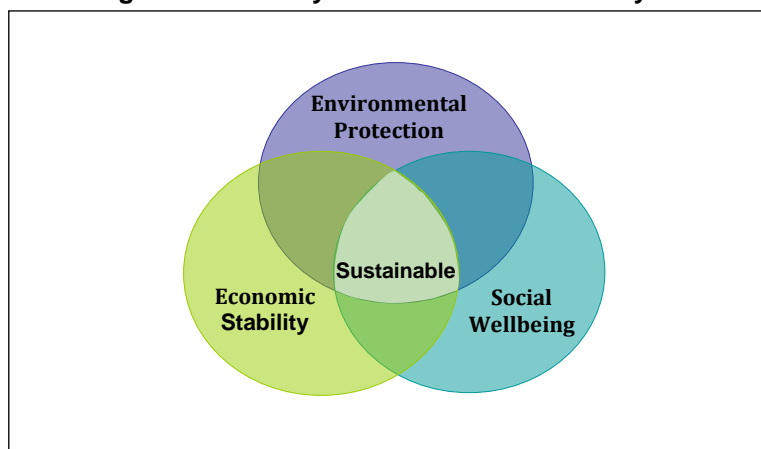 Environmental
Protection
Sustainable
Economic
Stability
Social
Wellbeing